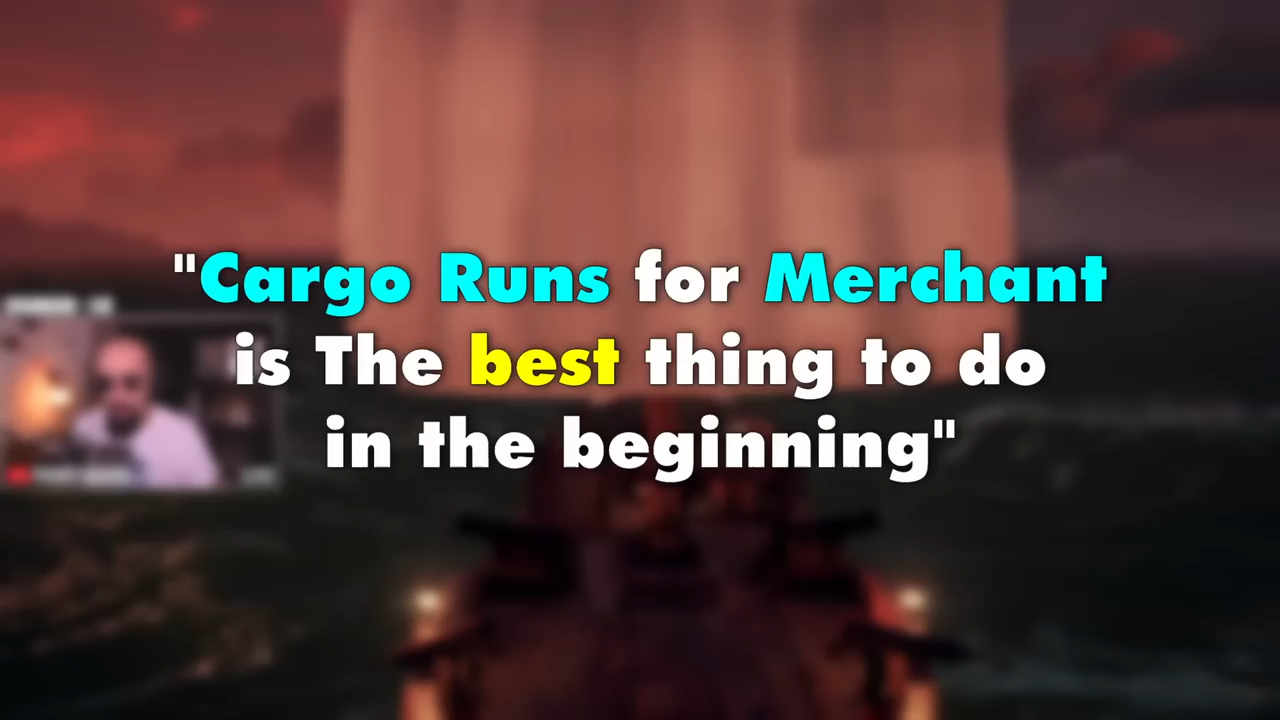 "Cargo Runs for Merchant
is The best thing to do
in the beginning"